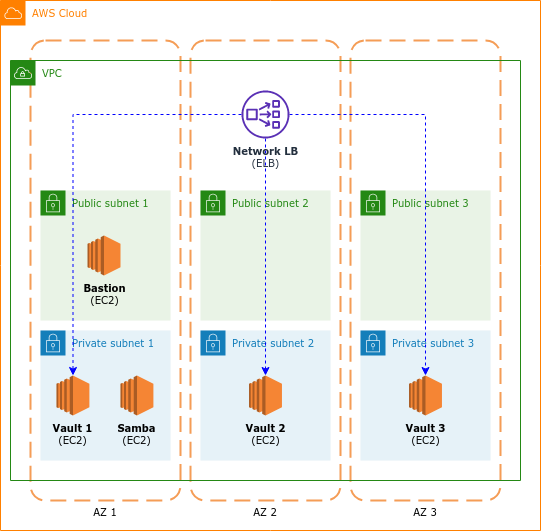 AWS Cloud
VPC
Network LB
(ELB)
Public subnet 1
Public subnet 2
Public subnet 3
Bastion
(EC2)
Private subnet 1
Private subnet 2
Private subnet 3
Vault 1
(EC2)
Samba
(EC2)
Vault 2
(EC2)
Vault 3
(EC2)
AZ 1
AZ 2
AZ 3